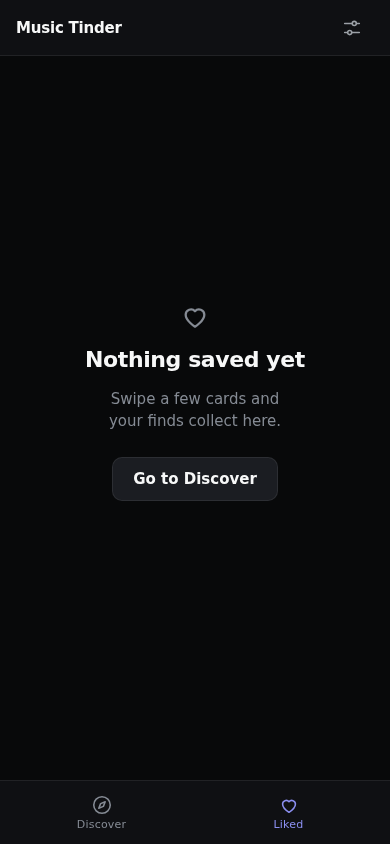 Music Tinder
Nothing saved yet
Swipe a few cards and
your finds collect here.
Go to Discover
Discover
Liked